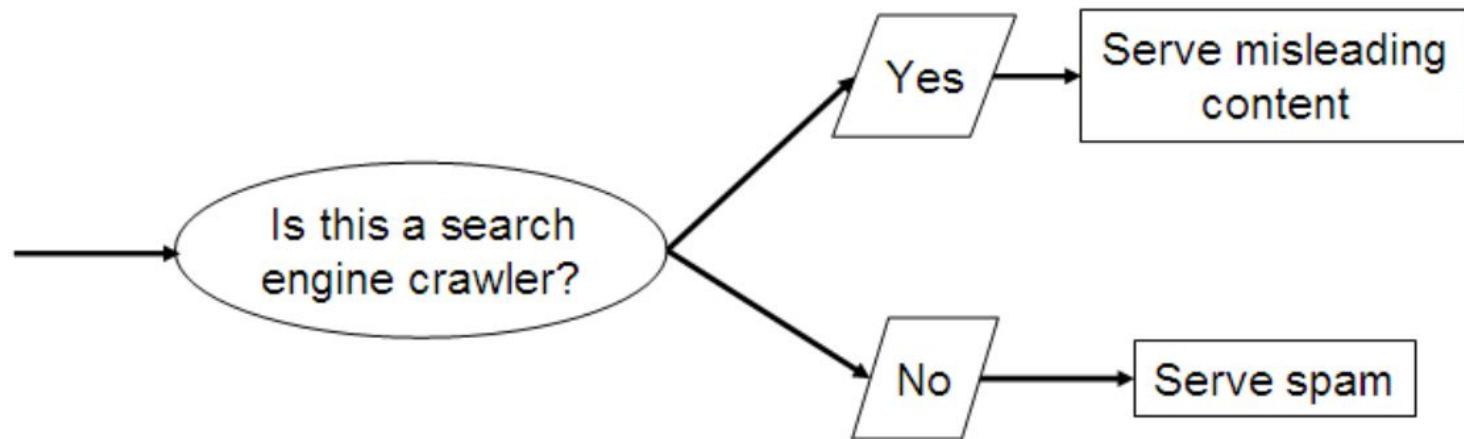 Is this a search
engine crawler?
Yes
Serve misleading
content
No
Serve spam